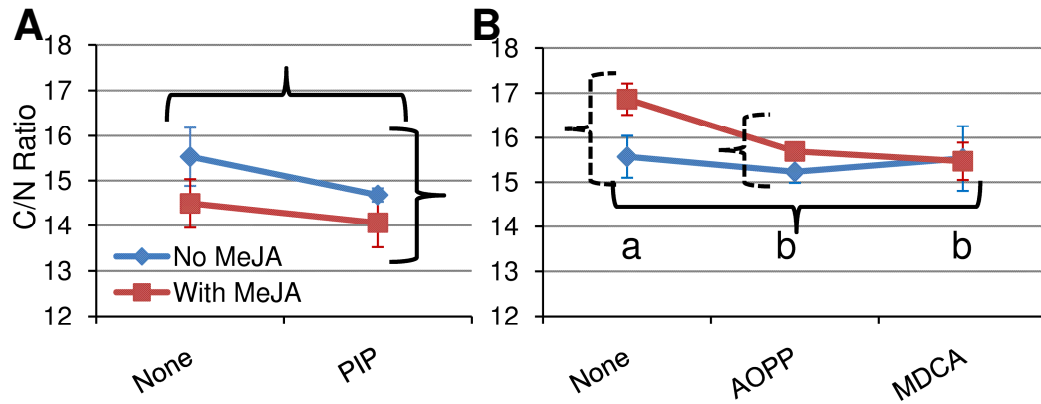 A
18
17
16
15
14
13
12
C/N Ratio
No MeJA
With MeJA
None
PIP
B
18
17
16
15
14
13
12
a
b
b
None
AOPP
MDCA